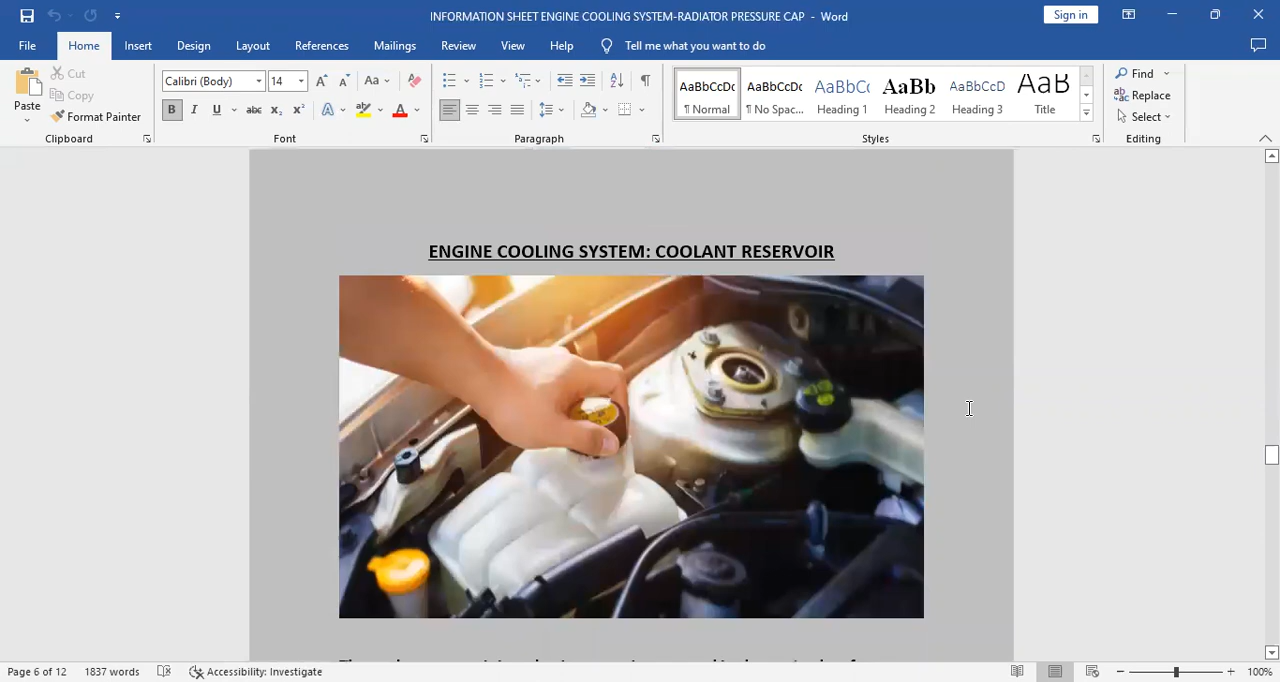 INFORMATION SHEET ENGINE COOLING SYSTEM-RADIATOR PRESSURE CAP - Word
Sign in
File Home Insert Design Layout References Mailings Review View Help Tell me what you want to do
Paste
Cut
Copy
Format Painter
Clipboard
Calibri (Body) 14
Font
Paragraph
AaBbCcDc AaBbCcDc AaBbCc AaBb AaBbCcD AaB
¶ Normal ¶ No Spac... Heading 1 Heading 2 Heading 3 Title
Styles
Find
Replace
Select
Editing
ENGINE COOLING SYSTEM: COOLANT RESERVOIR
Page 6 of 12 1837 words Accessibility: Investigate 100%